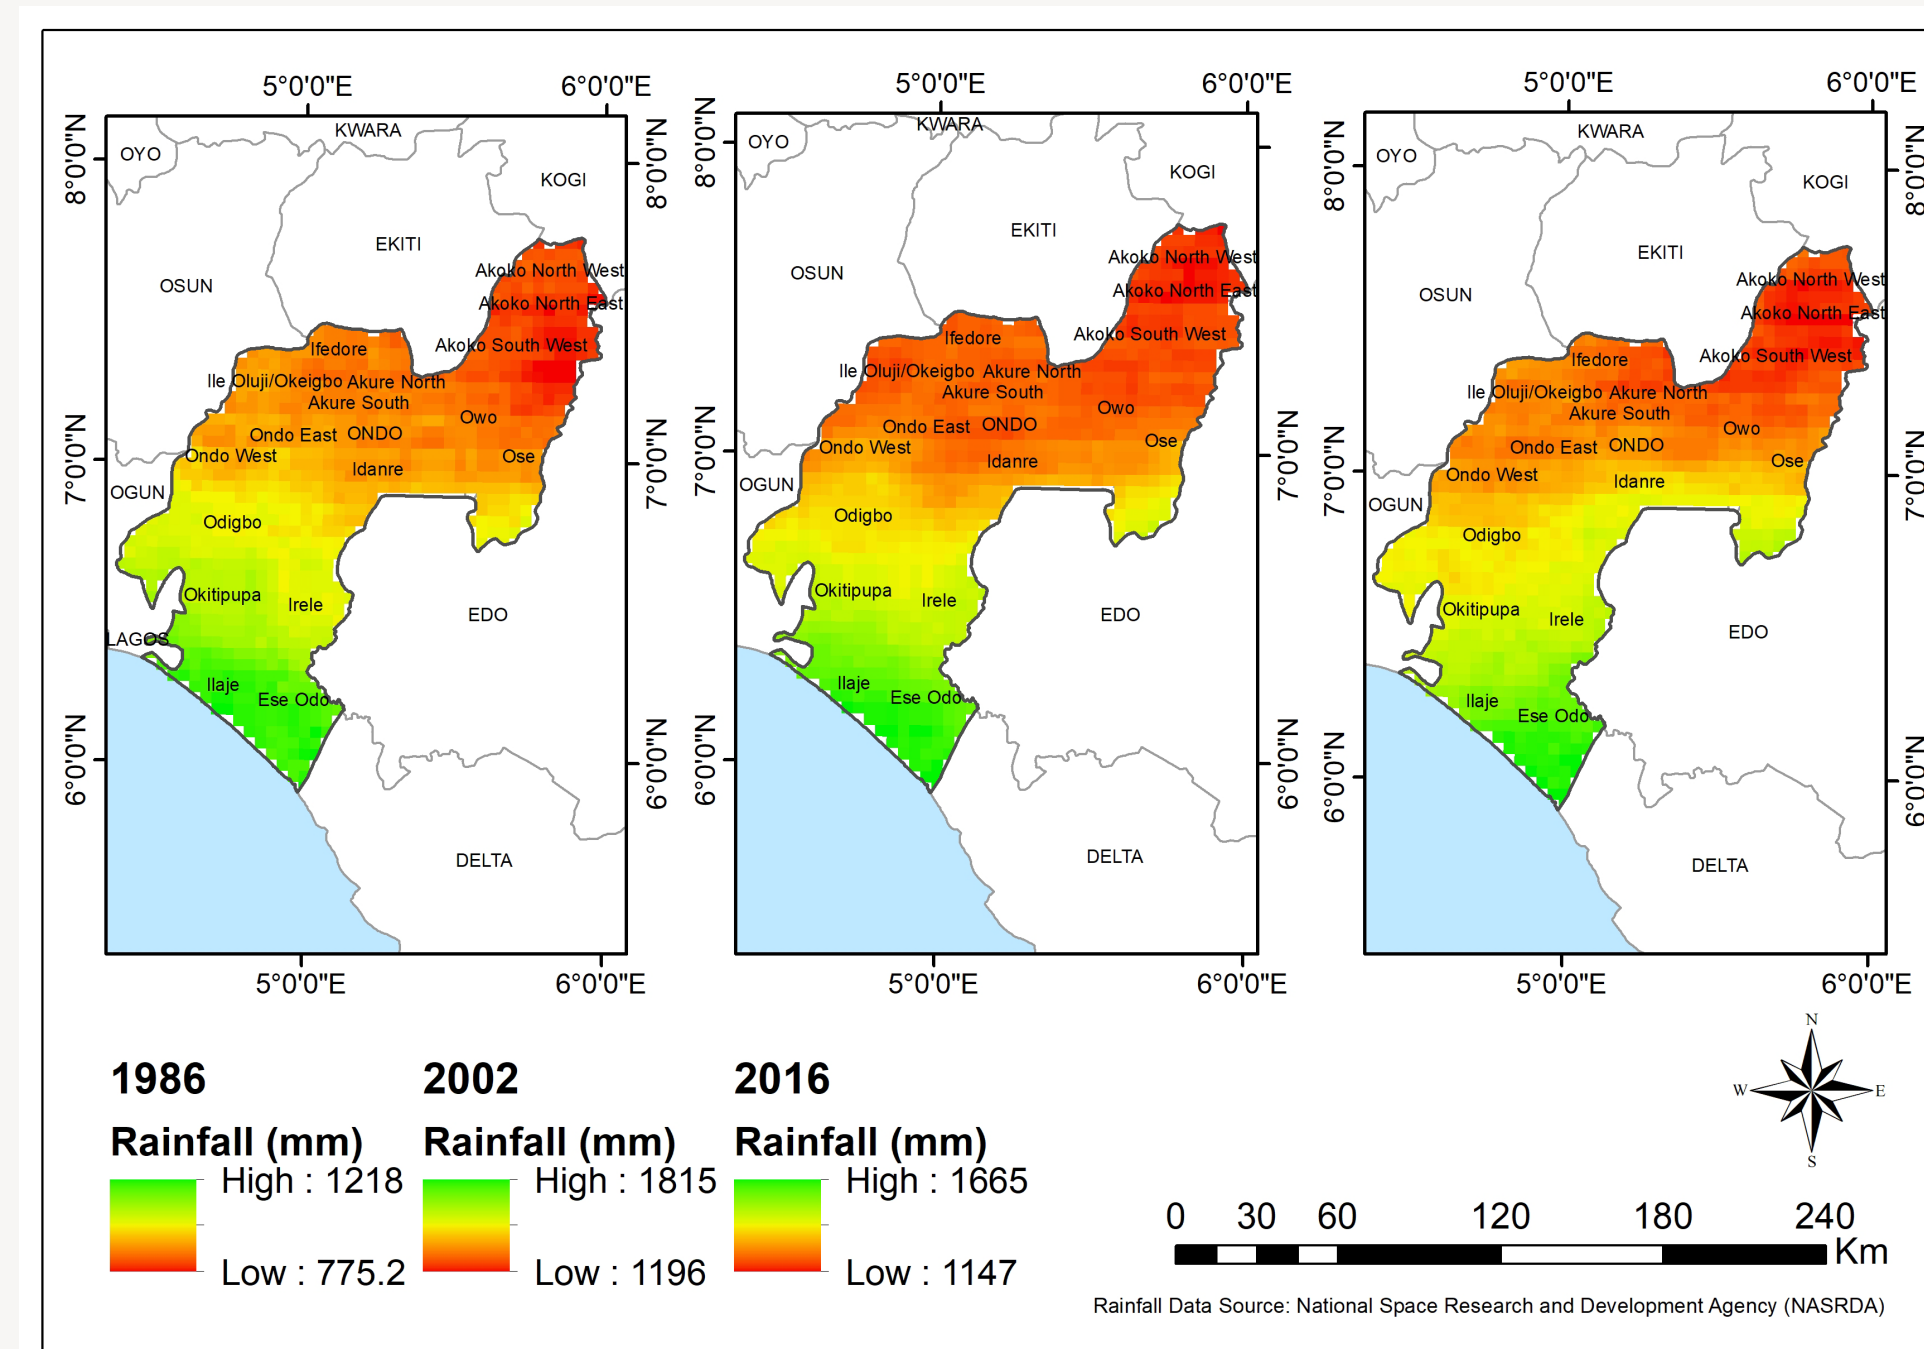 5°0'0"E 6°0'0"E
8°0'0"N
7°0'0"N
6°0'0"N
8°0'0"N
7°0'0"N
6°0'0"N
KWARA
OYO
KOGI
EKITI
OSUN
Akoko North West
Akoko North East
Akoko South West
Ifedore
Ile Oluji/Okeigbo Akure North
Akure South
Owo
Ondo East ONDO
Ondo West
Ose
Idanre
OGUN
Odigbo
Okitipupa
Irele
EDO
LAGOS
Ilaje
Ese Odo
DELTA
5°0'0"E 6°0'0"E
5°0'0"E 6°0'0"E
8°0'0"N
7°0'0"N
6°0'0"N
7°0'0"N
6°0'0"N
KWARA
OYO
KOGI
EKITI
OSUN
Akoko North West
Akoko North East
Akoko South West
Ifedore
Ile Oluji/Okeigbo Akure North
Akure South
Owo
Ondo East ONDO
Ondo West
Ose
Idanre
OGUN
Odigbo
Okitipupa
Irele
EDO
Ilaje
Ese Odo
DELTA
5°0'0"E 6°0'0"E
5°0'0"E 6°0'0"E
8°0'0"N
7°0'0"N
6°0'0"N
8°0'0"N
7°0'0"N
6°0'0"N
KWARA
OYO
KOGI
EKITI
OSUN
Akoko North West
Akoko North East
Akoko South West
Ifedore
Ile Oluji/Okeigbo Akure North
Akure South
Owo
Ondo East ONDO
Ondo West
Ose
Idanre
OGUN
Odigbo
Okitipupa
Irele
EDO
Ilaje
Ese Odo
DELTA
5°0'0"E 6°0'0"E
1986
Rainfall (mm)
High : 1218
Low : 775.2
2002
Rainfall (mm)
High : 1815
Low : 1196
2016
Rainfall (mm)
High : 1665
Low : 1147
N
W E
S
0 30 60 120 180 240
Km
Rainfall Data Source: National Space Research and Development Agency (NASRDA)